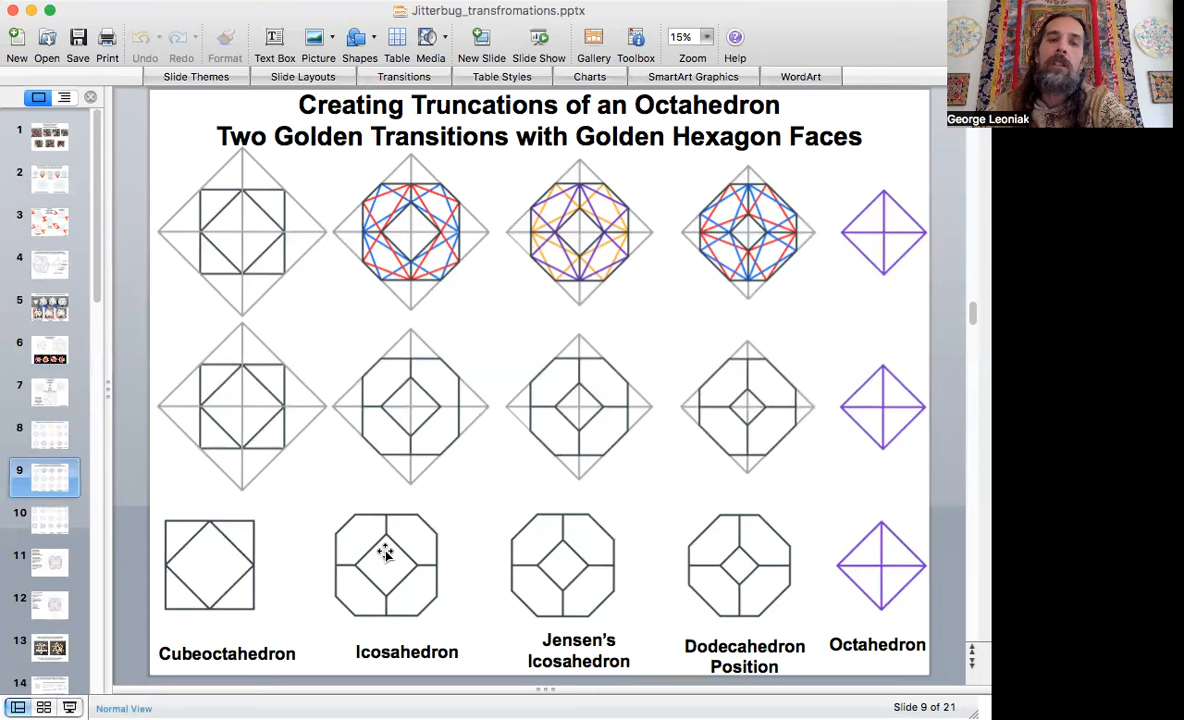 Jitterbug_transfromations.pptx
15%
New Open Save Print Undo Redo Format Text Box Picture Shapes Table Media New Slide Slide Show Gallery Toolbox Zoom Help
Slide Themes Slide Layouts Transitions Table Styles Charts SmartArt Graphics WordArt
George Leoniak
Creating Truncations of an Octahedron
Two Golden Transitions with Golden Hexagon Faces
1
2
3
4
5
6
7
8
9
10
11
12
13
14
Cubeoctahedron
Icosahedron
Jensen's
Icosahedron
Dodecahedron
Position
Octahedron
Normal View
Slide 9 of 21